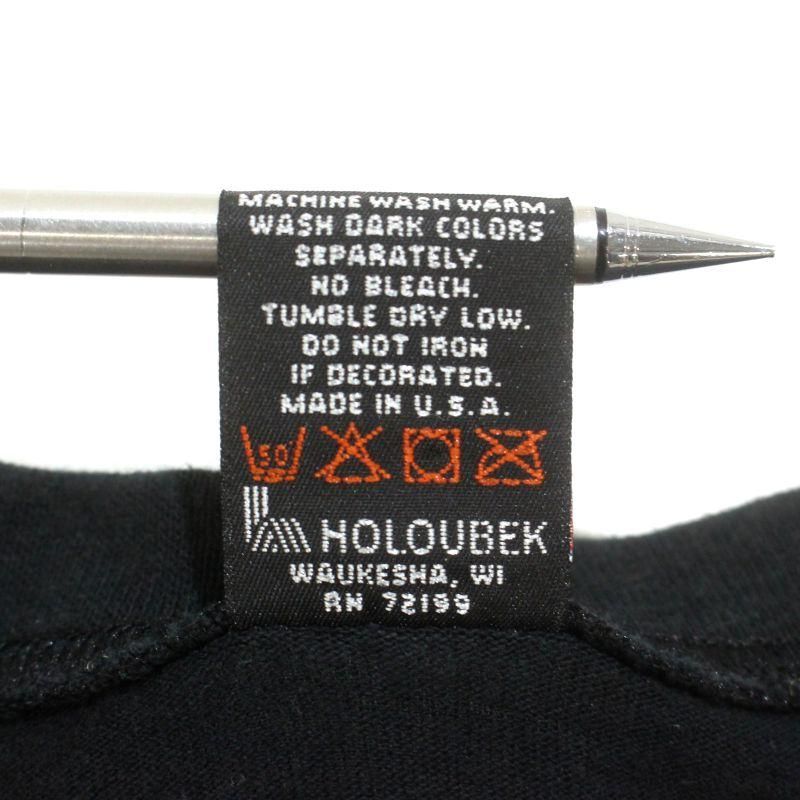 MACHINE WASH WARM.
WASH DARK COLORS
SEPARATELY.
NO BLEACH.
TUMBLE DRY LOW.
DO NOT IRON
IF DECORATED.
MADE IN U.S.A.
50°
HOLOUBEK
WAUKESHA, WI
RN 72199